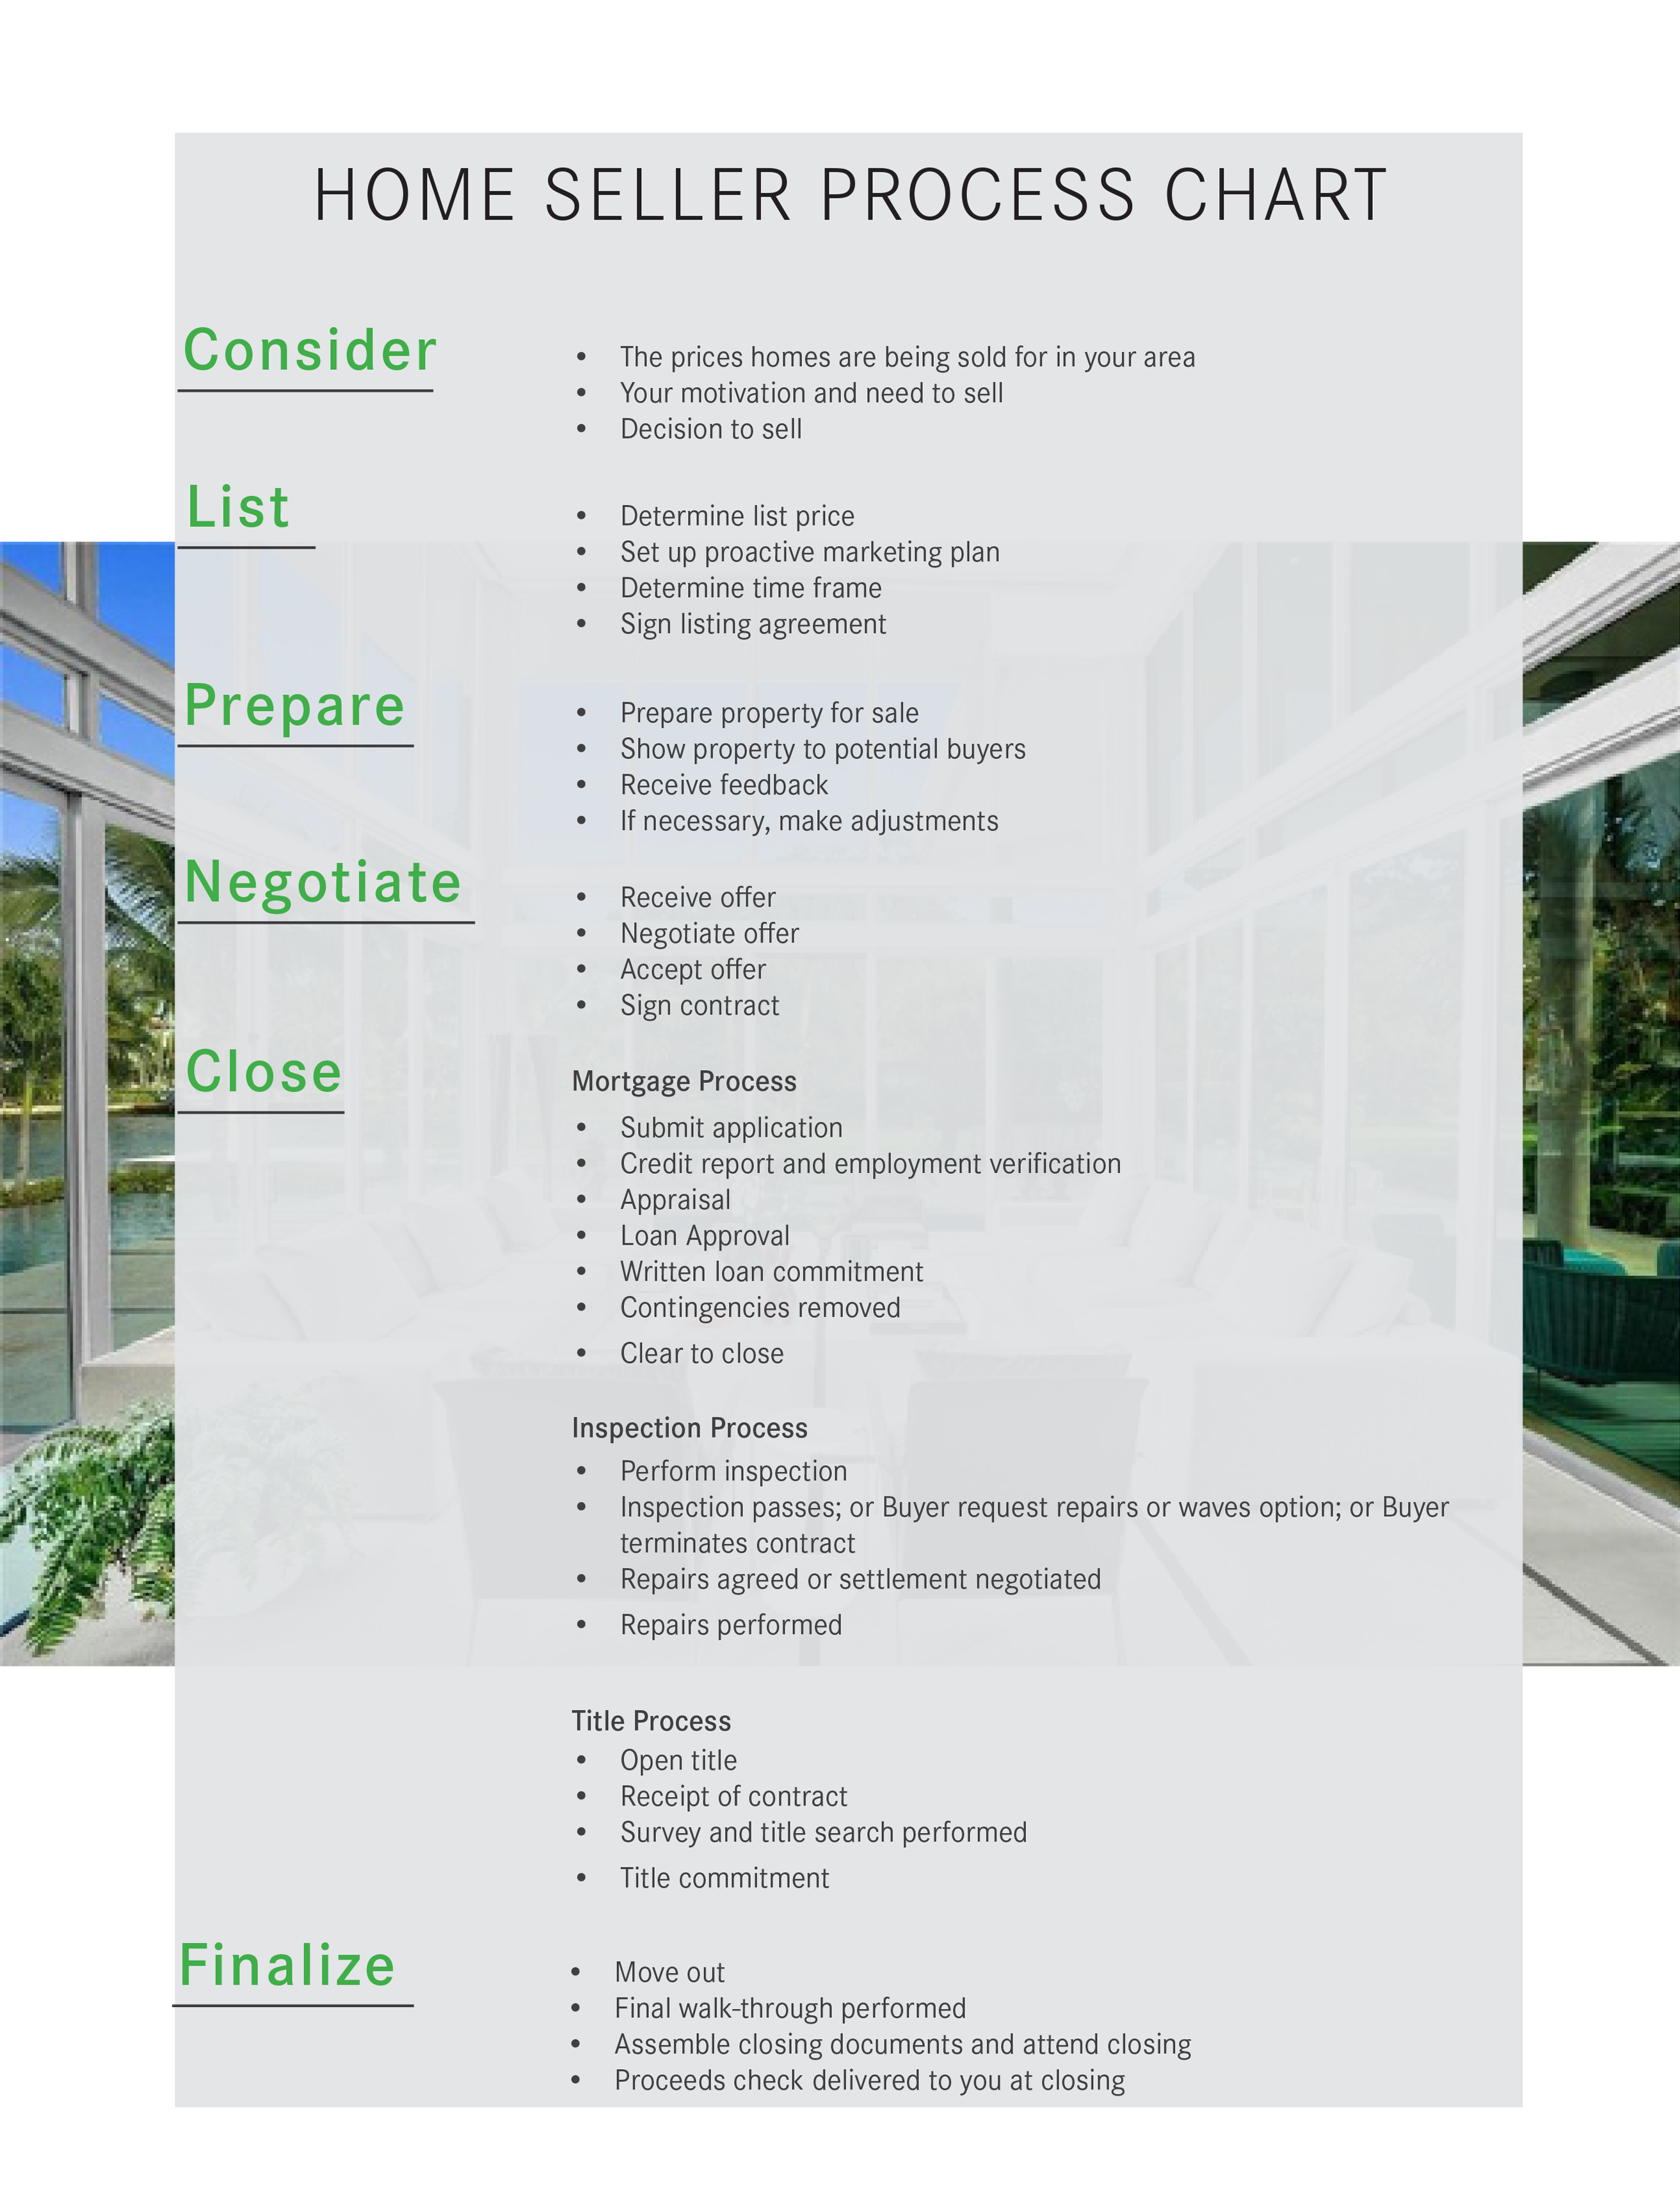 HOME SELLER PROCESS CHART
Consider
• The prices homes are being sold for in your area
• Your motivation and need to sell
• Decision to sell
List
• Determine list price
• Set up proactive marketing plan
• Determine time frame
• Sign listing agreement
Prepare
• Prepare property for sale
• Show property to potential buyers
• Receive feedback
• If necessary, make adjustments
Negotiate
• Receive offer
• Negotiate offer
• Accept offer
• Sign contract
Close
Mortgage Process
• Submit application
• Credit report and employment verification
• Appraisal
• Loan Approval
• Written loan commitment
• Contingencies removed
• Clear to close
Inspection Process
• Perform inspection
• Inspection passes; or Buyer request repairs or waves option; or Buyer
terminates contract
• Repairs agreed or settlement negotiated
• Repairs performed
Title Process
• Open title
• Receipt of contract
• Survey and title search performed
• Title commitment
Finalize
• Move out
• Final walk-through performed
• Assemble closing documents and attend closing
• Proceeds check delivered to you at closing